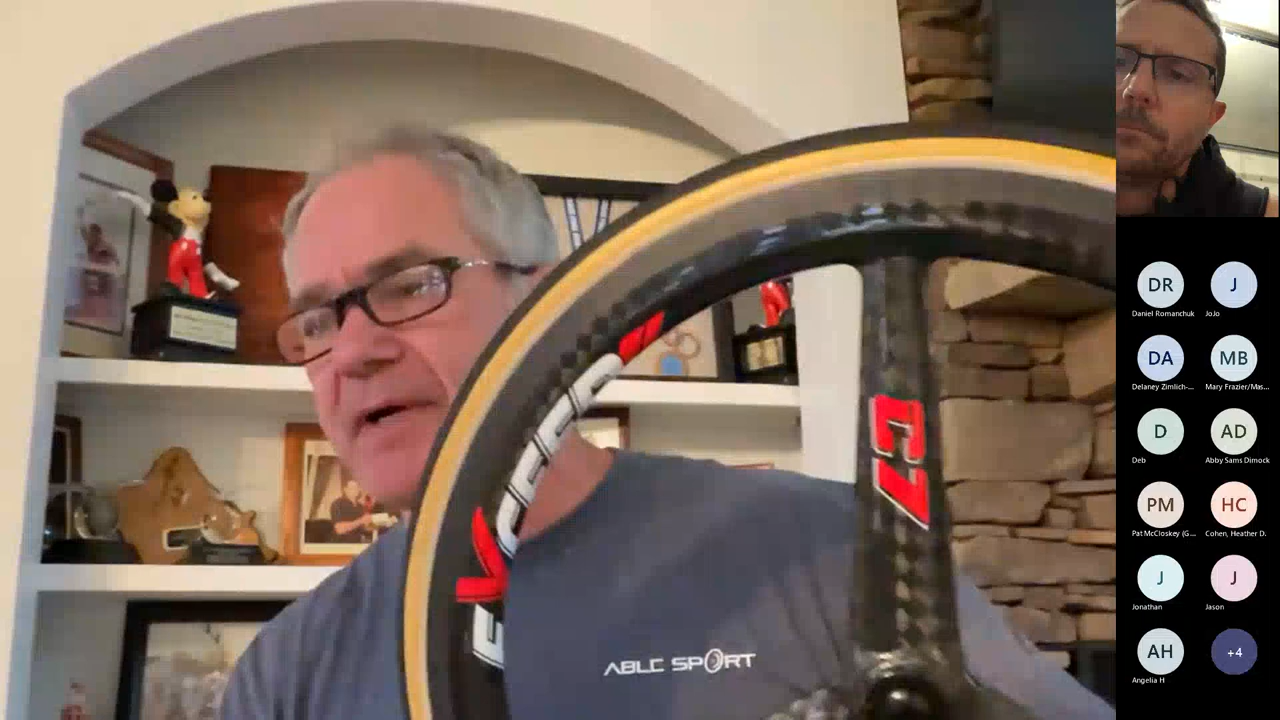 ABLC SPORT
C7
DR
Daniel Romanchuk
J
JoJo
DA
Delaney Zimlich-...
MB
Mary Frazier/Mas...
D
Deb
AD
Abby Sams Dimock
PM
Pat McCloskey (G...
HC
Cohen, Heather D.
J
Jonathan
J
Jason
AH
Angelia H
+4